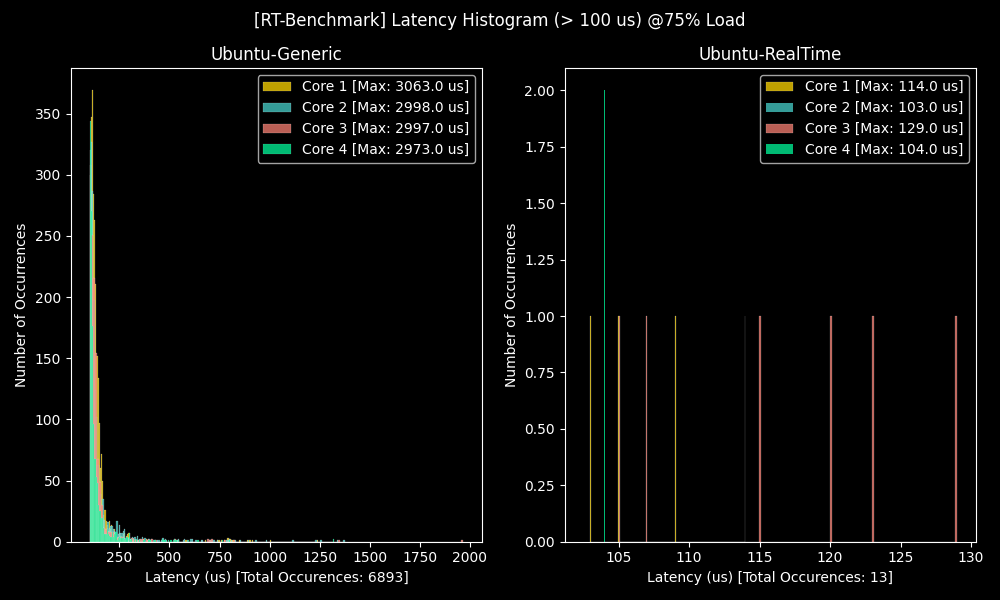 [RT-Benchmark] Latency Histogram (> 100 us) @75% Load
Ubuntu-Generic
Core 1 [Max: 3063.0 us]
Core 2 [Max: 2998.0 us]
Core 3 [Max: 2997.0 us]
Core 4 [Max: 2973.0 us]
Number of Occurrences
350
300
250
200
150
100
50
0
250
500
750
1000
1250
1500
1750
2000
Latency (us) [Total Occurences: 6893]
Ubuntu-RealTime
Core 1 [Max: 114.0 us]
Core 2 [Max: 103.0 us]
Core 3 [Max: 129.0 us]
Core 4 [Max: 104.0 us]
Number of Occurrences
2.00
1.75
1.50
1.25
1.00
0.75
0.50
0.25
0.00
105
110
115
120
125
130
Latency (us) [Total Occurences: 13]